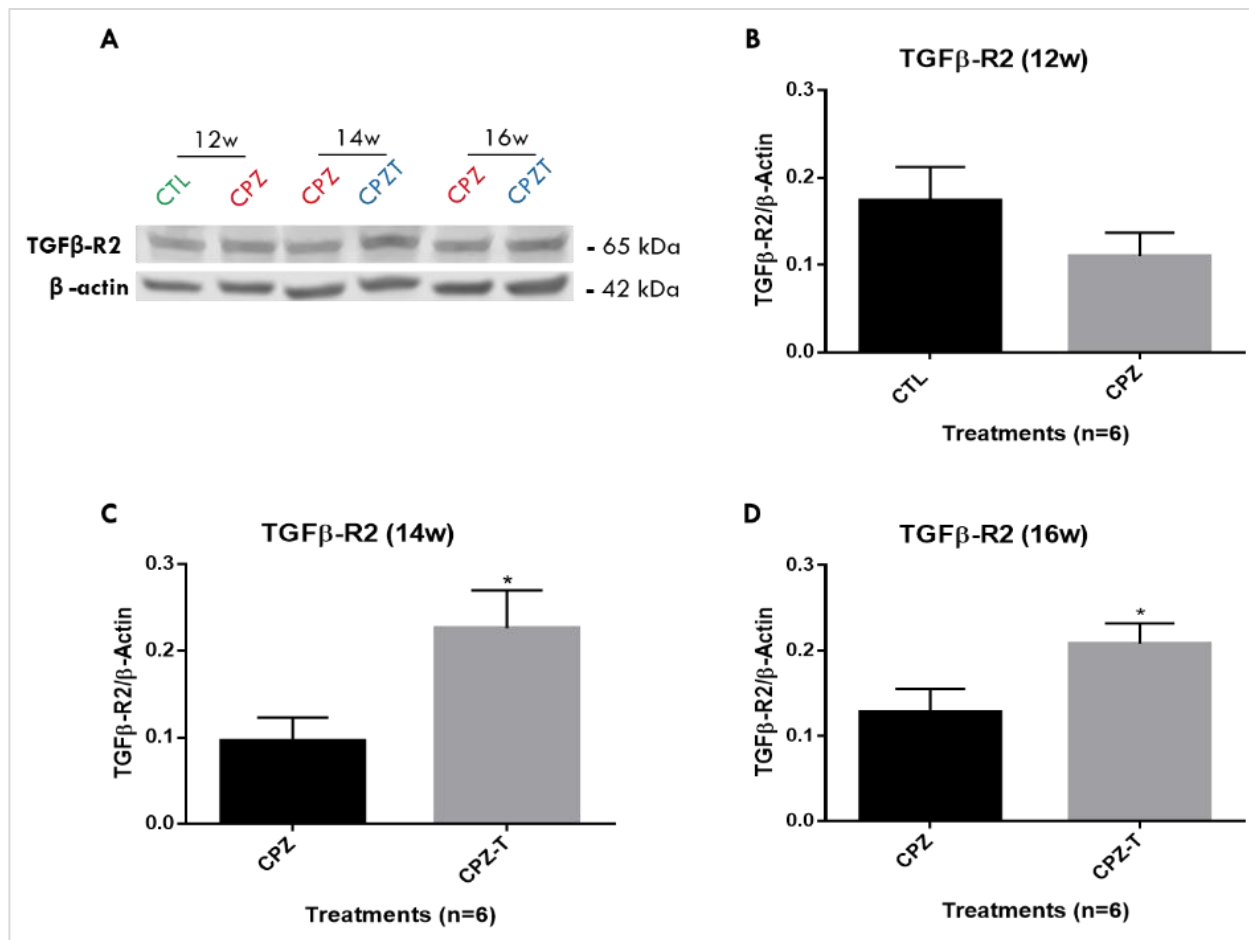 A
12w 14w 16w
CTL CPZ CPZ CPZT CPZ CPZT
TGFβ-R2 - 65 kDa
β -actin - 42 kDa
B
TGFβ-R2 (12w)
TGFβ-R2/β-Actin
0.3
0.2
0.1
0.0
CTL CPZ
Treatments (n=6)
C
TGFβ-R2 (14w)
TGFβ-R2/β-Actin
0.3
0.2
0.1
0.0
*
CPZ CPZ-T
Treatments (n=6)
D
TGFβ-R2 (16w)
TGFβ-R2/β-Actin
0.3
0.2
0.1
0.0
*
CPZ CPZ-T
Treatments (n=6)